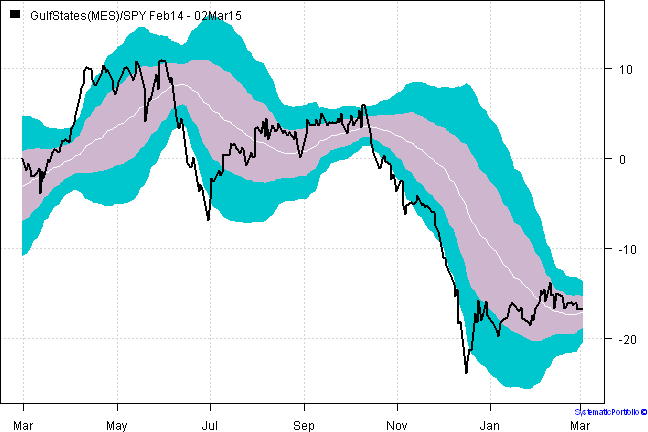 GulfStates(MES)/SPY Feb14 - 02Mar15
10
0
-10
-20
Mar May Jul Sep Nov Jan Mar
SystematicPortfolio ©